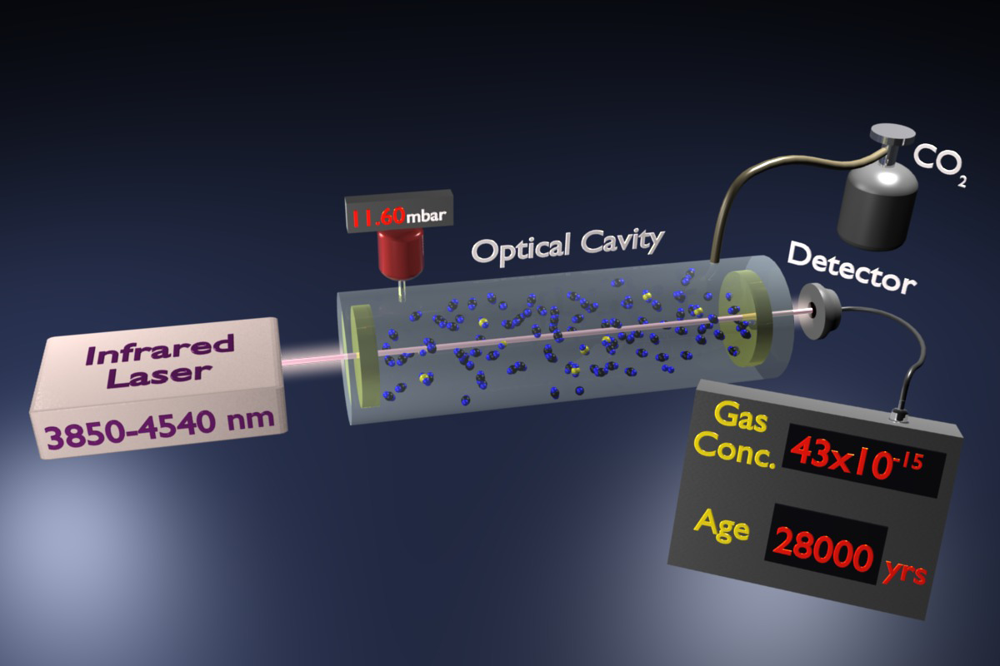 CO₂
11.60mbar
Optical Cavity
Detector
Infrared
Laser
3850-4540 nm
Gas
Conc.
43x10⁻¹⁵
Age
28000 yrs